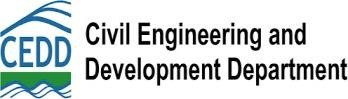 CEDD
Civil Engineering and
Development Department